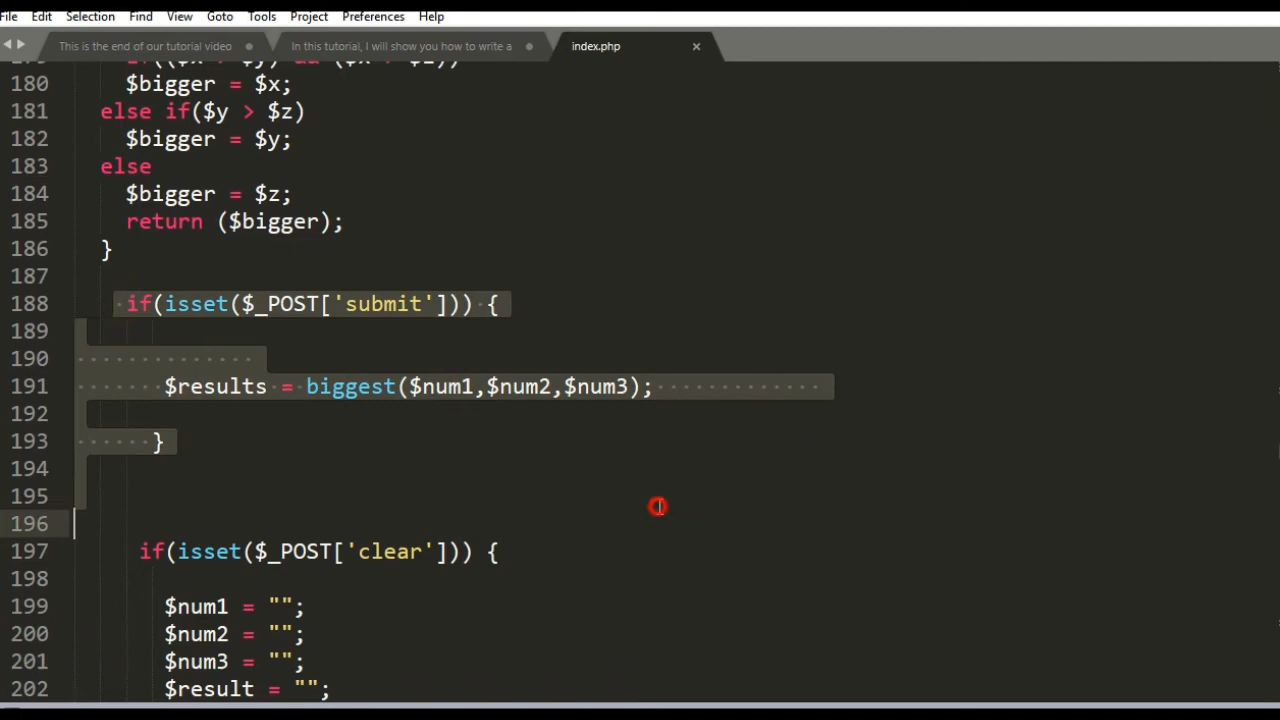 File Edit Selection Find View Goto Tools Project Preferences Help
This is the end of our tutorial video In this tutorial, I will show you how to write a index.php
180 $bigger = $x;
181 else if($y > $z)
182 $bigger = $y;
183 else
184 $bigger = $z;
185 return ($bigger);
186 }
187
188 if(isset($_POST['submit'])) {
189
190
191 $results = biggest($num1,$num2,$num3);
192
193 }
194
195
196
197 if(isset($_POST['clear'])) {
198
199 $num1 = "";
200 $num2 = "";
201 $num3 = "";
202 $result = "";